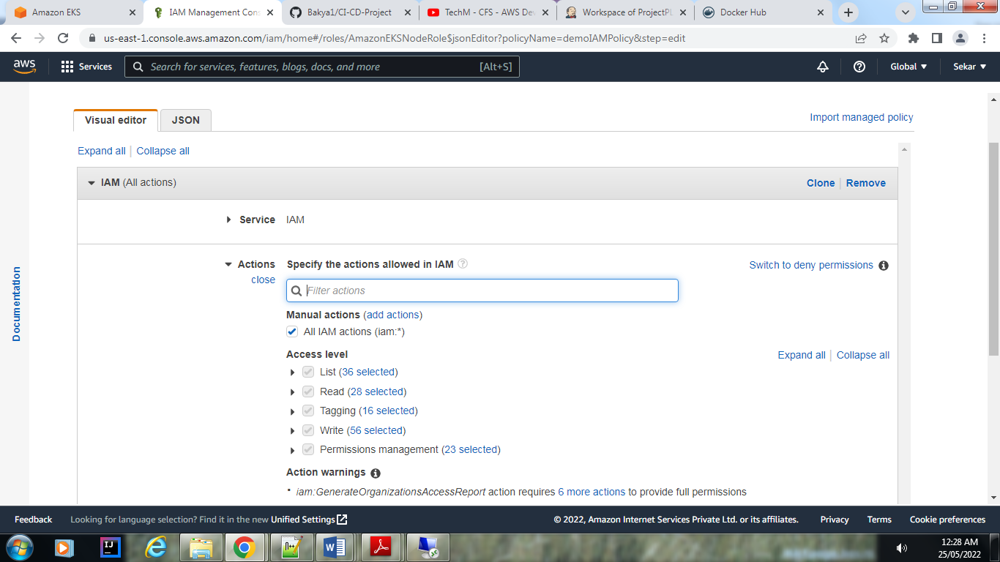 Amazon EKS
IAM Management Cons
Bakya1/CI-CD-Project
TechM - CFS - AWS Dev
Workspace of ProjectPL
Docker Hub
us-east-1.console.aws.amazon.com/iam/home#/roles/AmazonEKSNodeRole$jsonEditor?policyName=demoIAMPolicy&step=edit
aws
Services
Search for services, features, blogs, docs, and more
[Alt+S]
Global
Sekar
Visual editor
JSON
Import managed policy
Expand all | Collapse all
IAM (All actions)
Clone | Remove
Service IAM
Actions Specify the actions allowed in IAM ?
Switch to deny permissions
close
Filter actions
Manual actions (add actions)
All IAM actions (iam:*)
Access level
Expand all | Collapse all
List (36 selected)
Read (28 selected)
Tagging (16 selected)
Write (56 selected)
Permissions management (23 selected)
Action warnings
iam:GenerateOrganizationsAccessReport action requires 6 more actions to provide full permissions
Documentation
Feedback
Looking for language selection? Find it in the new Unified Settings
© 2022, Amazon Internet Services Private Ltd. or its affiliates.
Privacy
Terms
Cookie preferences
12:28 AM
25/05/2022